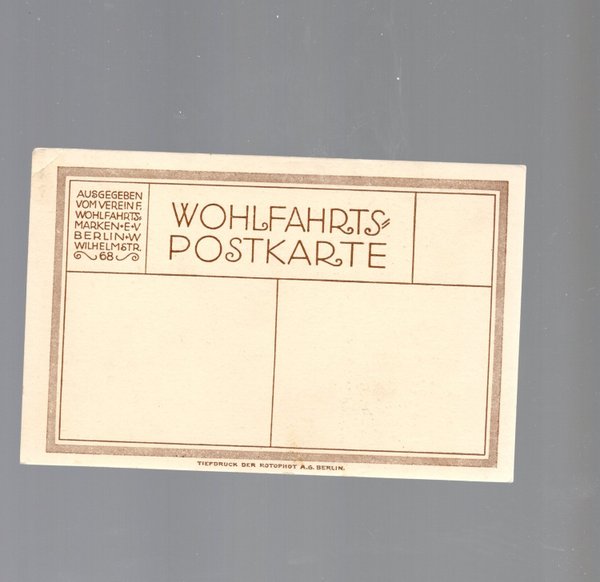 AUSGEGEBEN
VOM VEREIN F.
WOHLFAHRTS=
MARKEN • E • V
BERLIN • W
WILHELMSTR.
68
WOHLFAHRTS=
POSTKARTE
TIEFDRUCK DER ROTOPHOT A.G. BERLIN.